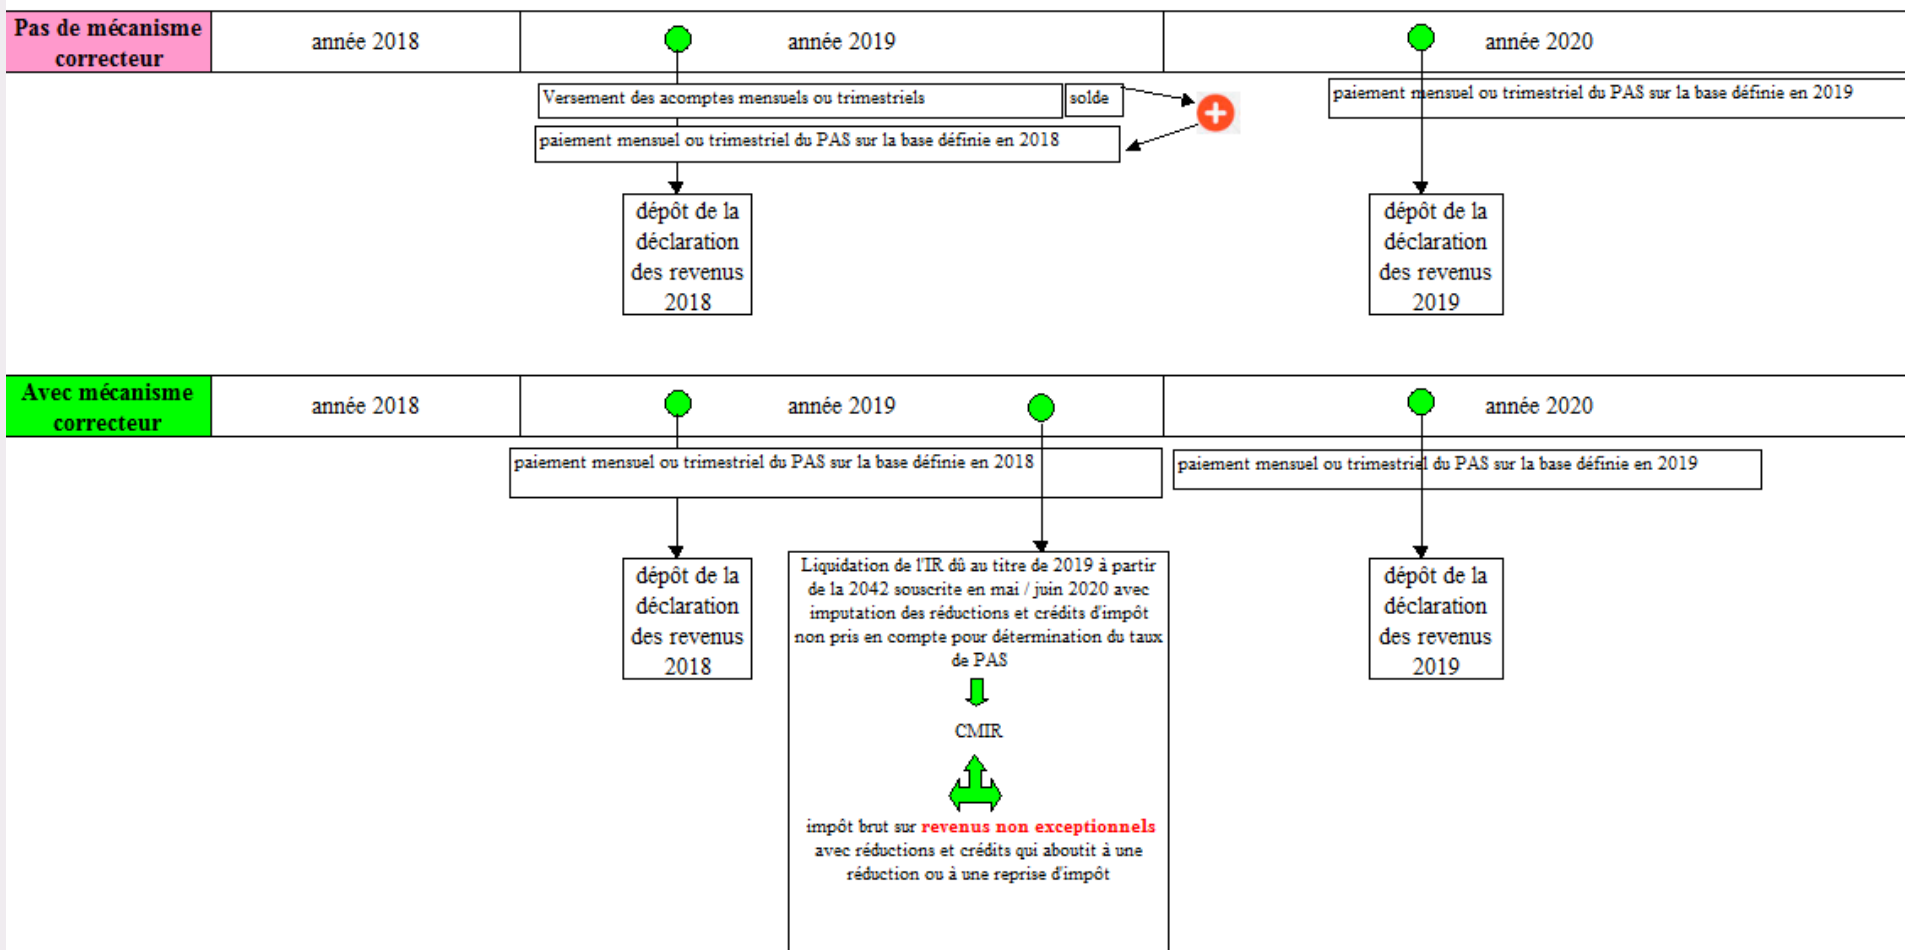 Pas de mécanisme
correcteur
année 2018
année 2019
année 2020
Versement des acomptes mensuels ou trimestriels
solde
paiement mensuel ou trimestriel du PAS sur la base définie en 2019
paiement mensuel ou trimestriel du PAS sur la base définie en 2018
dépôt de la
déclaration
des revenus
2018
dépôt de la
déclaration
des revenus
2019
Avec mécanisme
correcteur
année 2018
année 2019
année 2020
paiement mensuel ou trimestriel du PAS sur la base définie en 2018
paiement mensuel ou trimestriel du PAS sur la base définie en 2019
dépôt de la
déclaration
des revenus
2018
Liquidation de l'IR dû au titre de 2019 à partir
de la 2042 souscrite en mai / juin 2020 avec
imputation des réductions et crédits d'impôt
non pris en compte pour détermination du taux
de PAS
CMIR
impôt brut sur revenus non exceptionnels
avec réductions et crédits qui aboutit à une
réduction ou à une reprise d'impôt
dépôt de la
déclaration
des revenus
2019